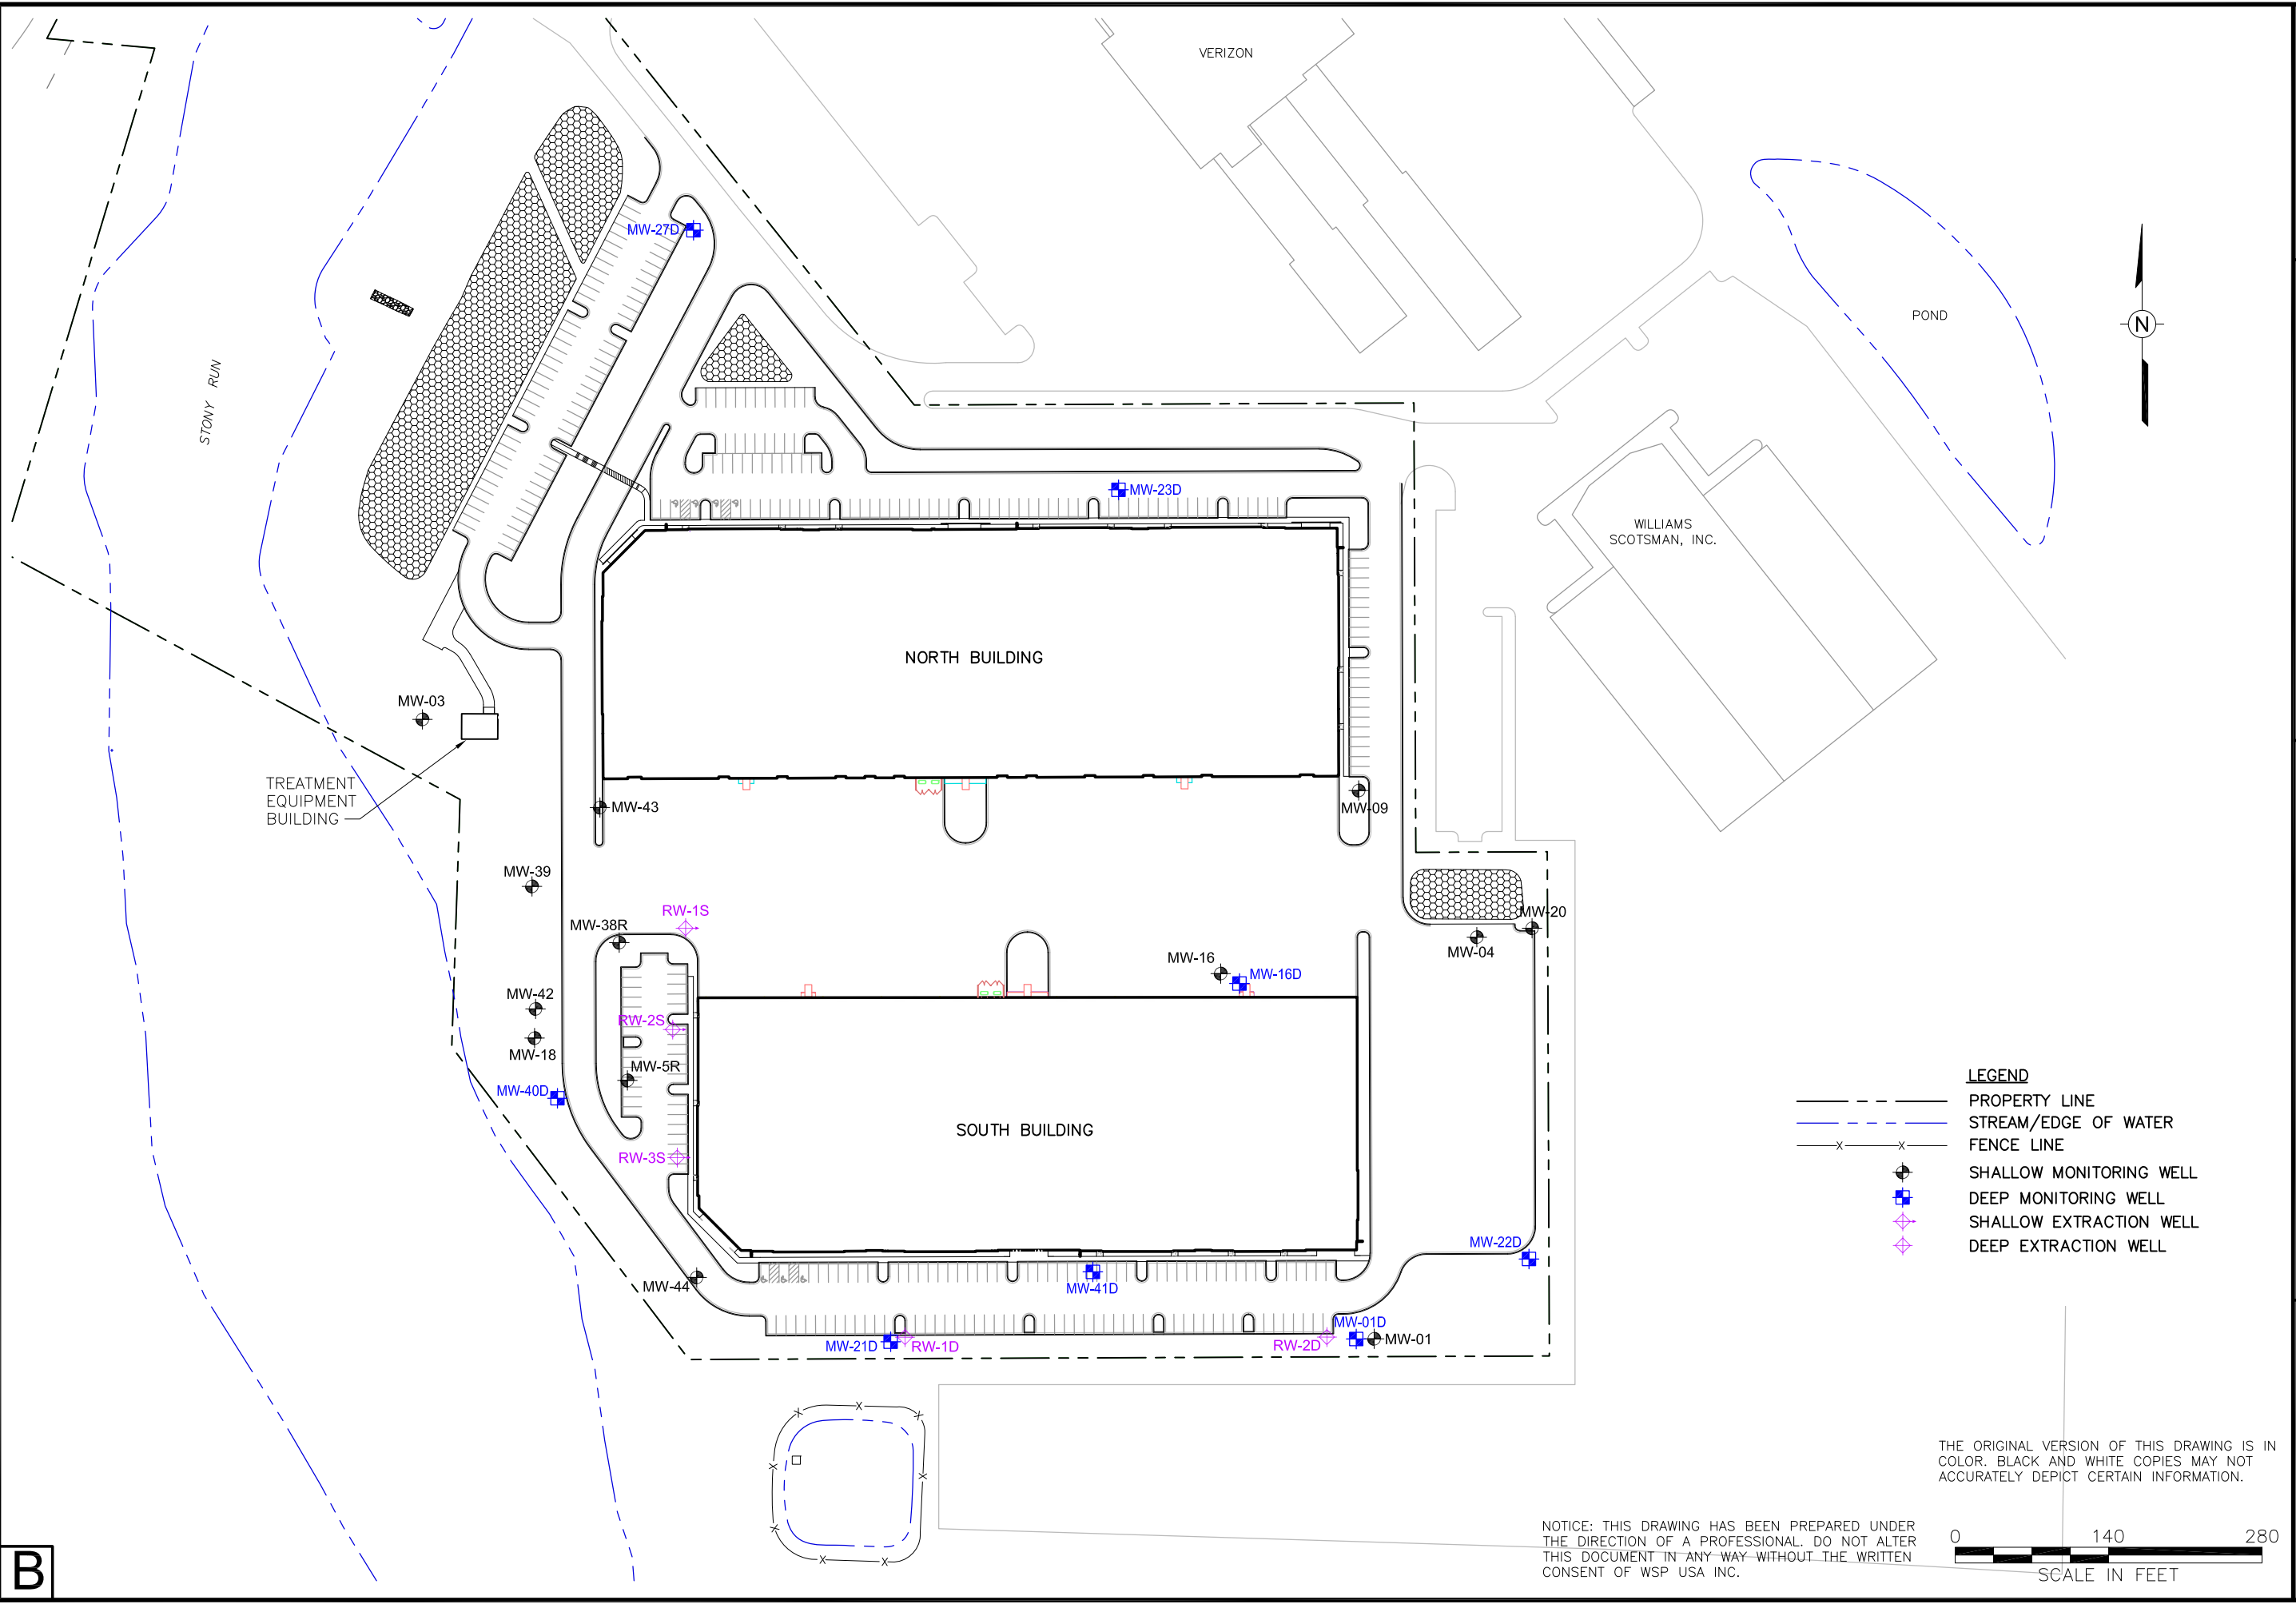 VERIZON
MW-27D
POND
N
STONY RUN
MW-23D
WILLIAMS
SCOTSMAN, INC.
NORTH BUILDING
MW-03
TREATMENT
EQUIPMENT
BUILDING
MW-43
MW-09
MW-39
RW-1S
MW-38R
MW-20
MW-04
MW-16
MW-16D
MW-42
RW-2S
MW-18
MW-5R
MW-40D
SOUTH BUILDING
RW-3S
LEGEND
PROPERTY LINE
STREAM/EDGE OF WATER
X X FENCE LINE
SHALLOW MONITORING WELL
DEEP MONITORING WELL
SHALLOW EXTRACTION WELL
DEEP EXTRACTION WELL
MW-22D
MW-44
MW-41D
MW-01D
MW-21D
RW-1D
RW-2D
MW-01
X X X
X X
X X X
THE ORIGINAL VERSION OF THIS DRAWING IS IN
COLOR. BLACK AND WHITE COPIES MAY NOT
ACCURATELY DEPICT CERTAIN INFORMATION.
NOTICE: THIS DRAWING HAS BEEN PREPARED UNDER
THE DIRECTION OF A PROFESSIONAL. DO NOT ALTER
THIS DOCUMENT IN ANY WAY WITHOUT THE WRITTEN
CONSENT OF WSP USA INC.
0 140 280
SCALE IN FEET
B